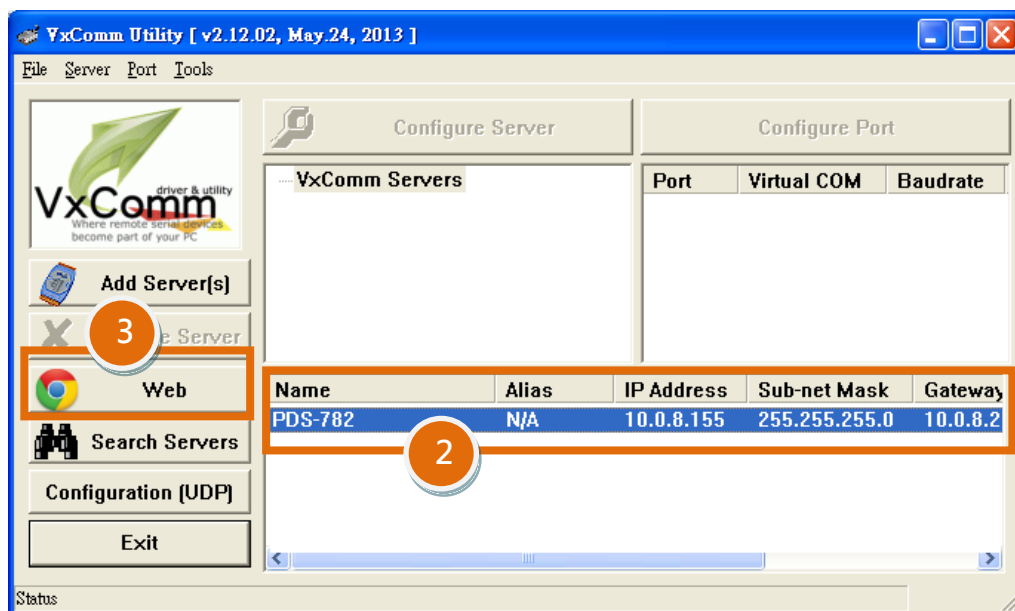 VxComm Utility [ v2.12.02, May.24, 2013 ]
File Server Port Tools
VxComm
driver & utility
Where remote serial devices
become part of your PC
Configure Server
Configure Port
VxComm Servers
Port Virtual COM Baudrate
Add Server(s)
3
Server
Web
Search Servers
Configuration (UDP)
Exit
Name Alias IP Address Sub-net Mask Gateway
PDS-782 N/A 10.0.8.155 255.255.255.0 10.0.8.2
2
Status